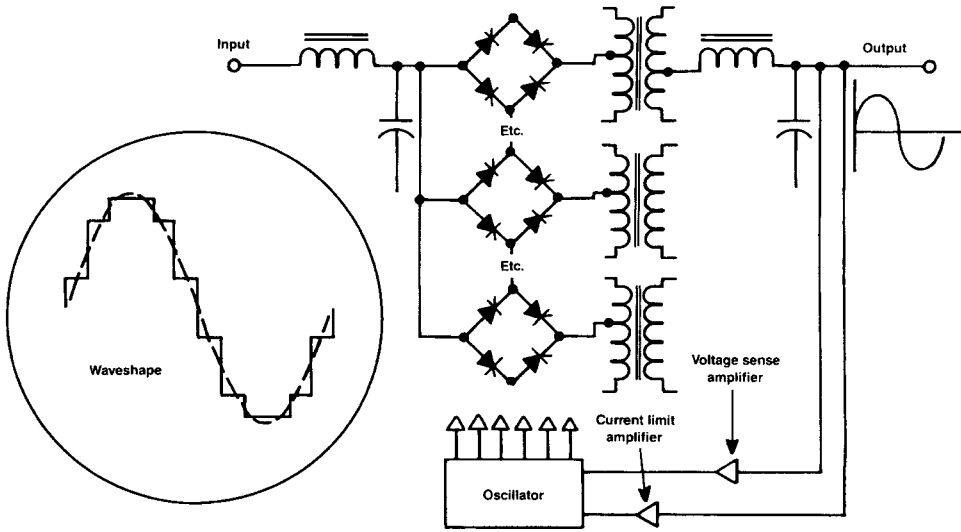 Input
Output
Etc.
Etc.
Waveshape
Voltage sense
amplifier
Current limit
amplifier
Oscillator